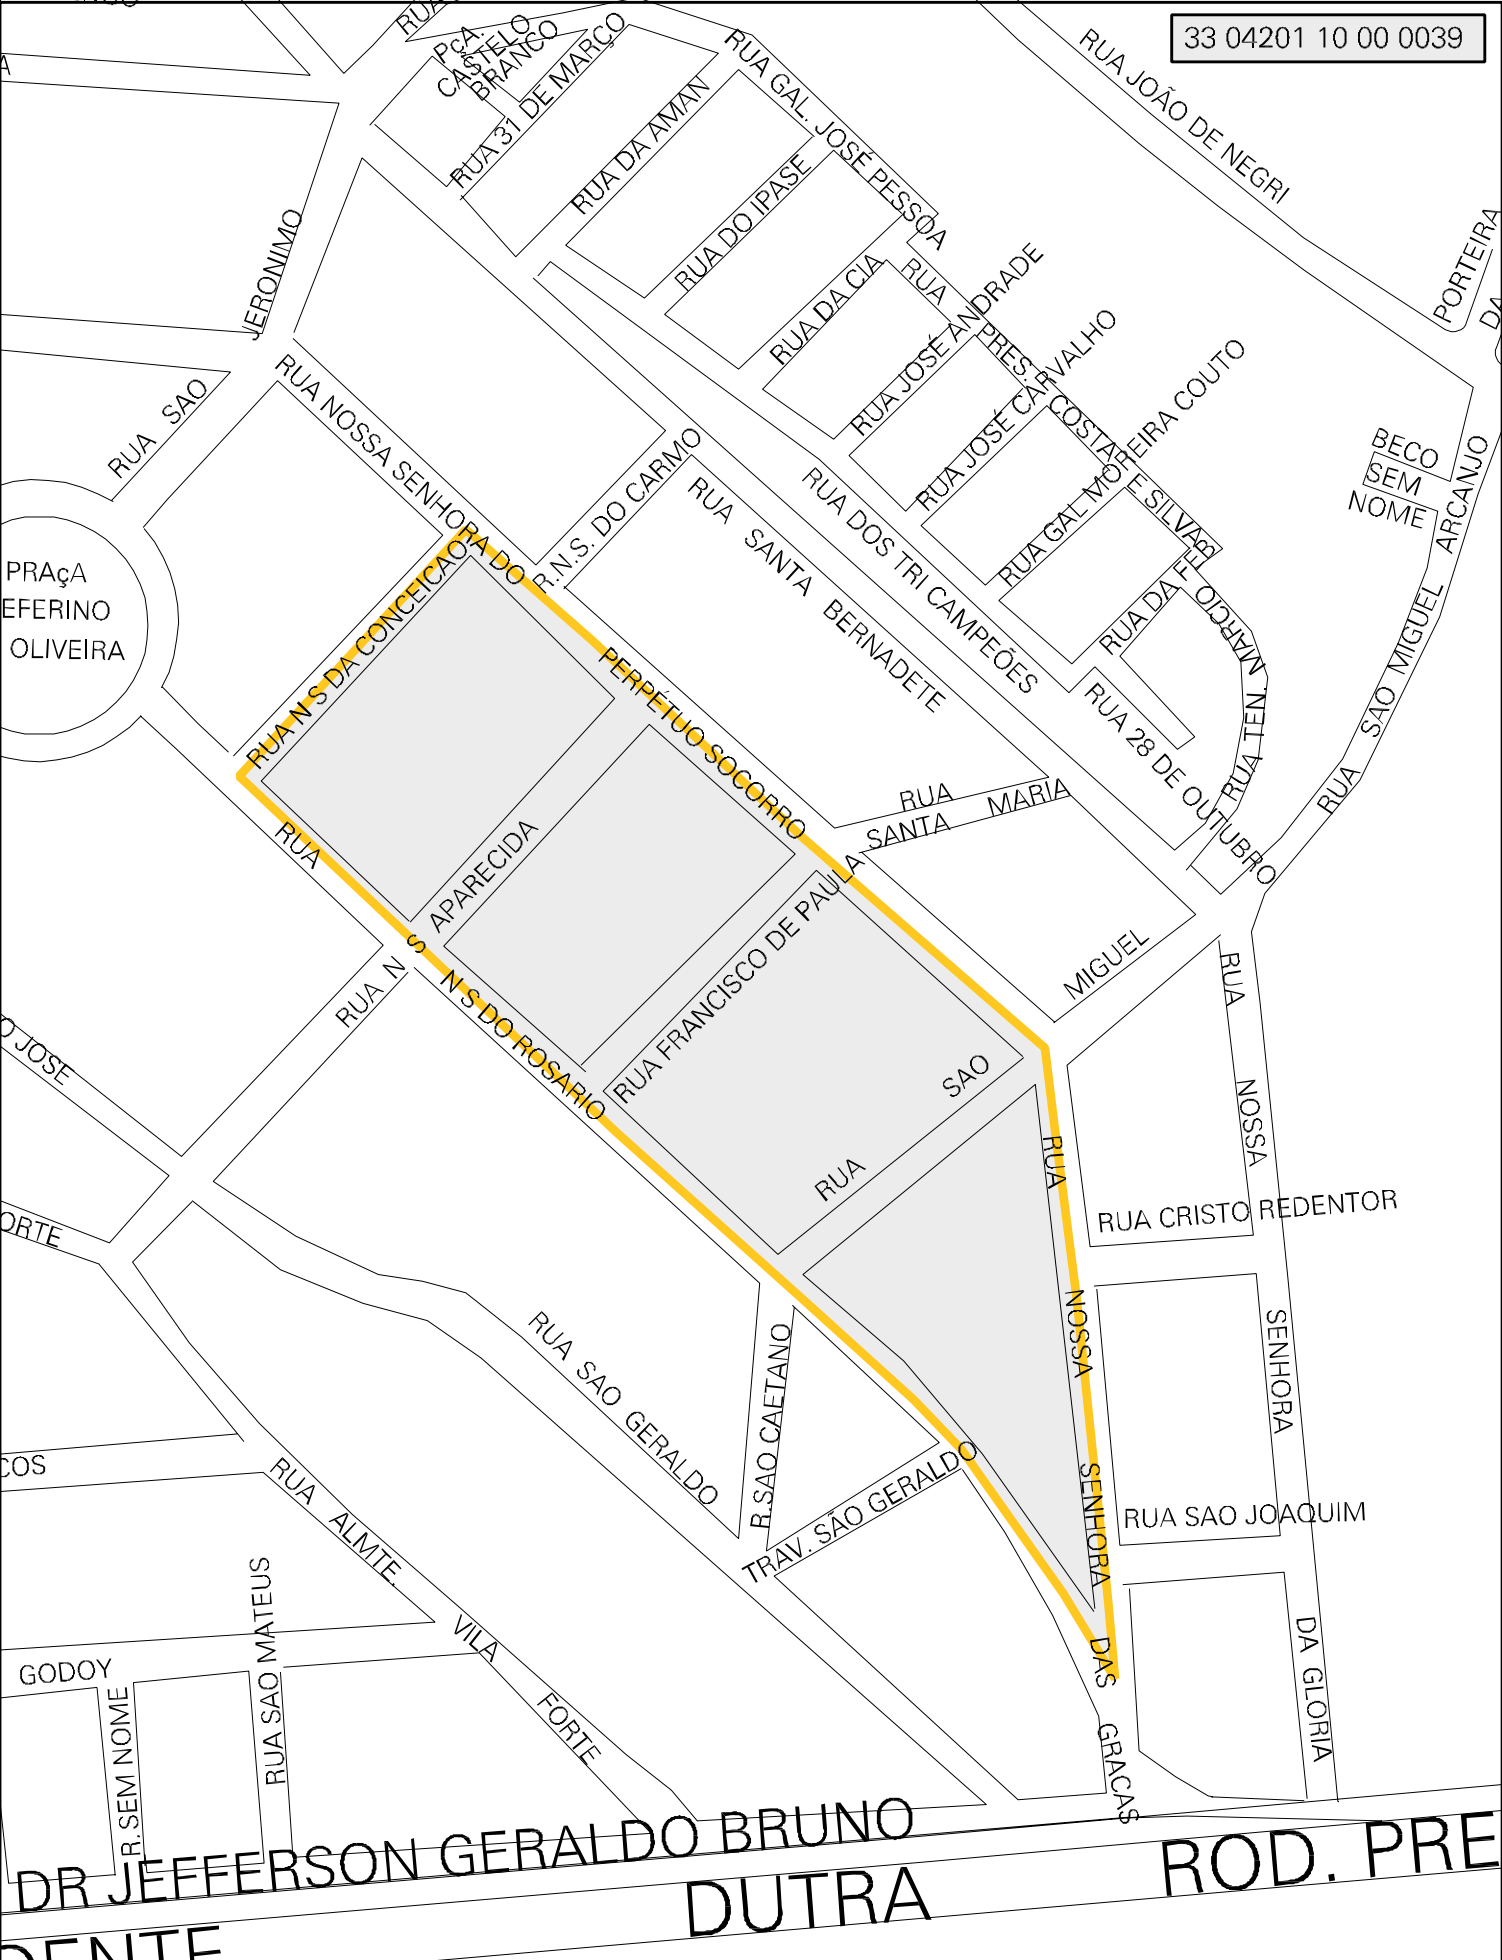 33 04201 10 00 0039
PçA.
CASTELO
BRANCO
RUA 31 DE MARÇO
RUA DA AMAN
RUA GAL. JOSÉ PESSOA
RUA JOÃO DE NEGRI
RUA DO IPASE
RUA DA CIA
PORTEIRA
DA
JERONIMO
RUA SAO
RUA PRES. COSTA E SILVA
RUA JOSÉ ANDRADE
RUA JOSÉ CARVALHO
RUA GAL MOREIRA COUTO
RUA NOSSA SENHORA DO PERPÉTUO SOCORRO
R.N.S. DO CARMO
RUA SANTA BERNADETE
RUA DOS TRI CAMPEÕES
BECO
SEM
NOME
RUA SAO MIGUEL ARCANJO
RUA DA
RUA TEN. MARCIO
RUA 28 DE OUTUBRO
PRAçA
EFERINO
OLIVEIRA
RUA N S DA CONCEICAO
RUA
SANTA MARIA
RUA N S DO ROSARIO
RUA N S APARECIDA
RUA FRANCISCO DE PAULA
RUA SAO MIGUEL
O JOSE
RUA NOSSA SENHORA DA GLORIA
RUA NOSSA SENHORA DAS GRACAS
RUA CRISTO REDENTOR
ORTE
RUA SAO GERALDO
R.SAO CAETANO
TRAV. SÃO GERALDO
RUA SAO JOAQUIM
COS
RUA ALMTE. VILA FORTE
GODOY
RUA SAO MATEUS
R. SEM NOME
DR JEFFERSON GERALDO BRUNO
ROD. PRE
DUTRA
DENTE